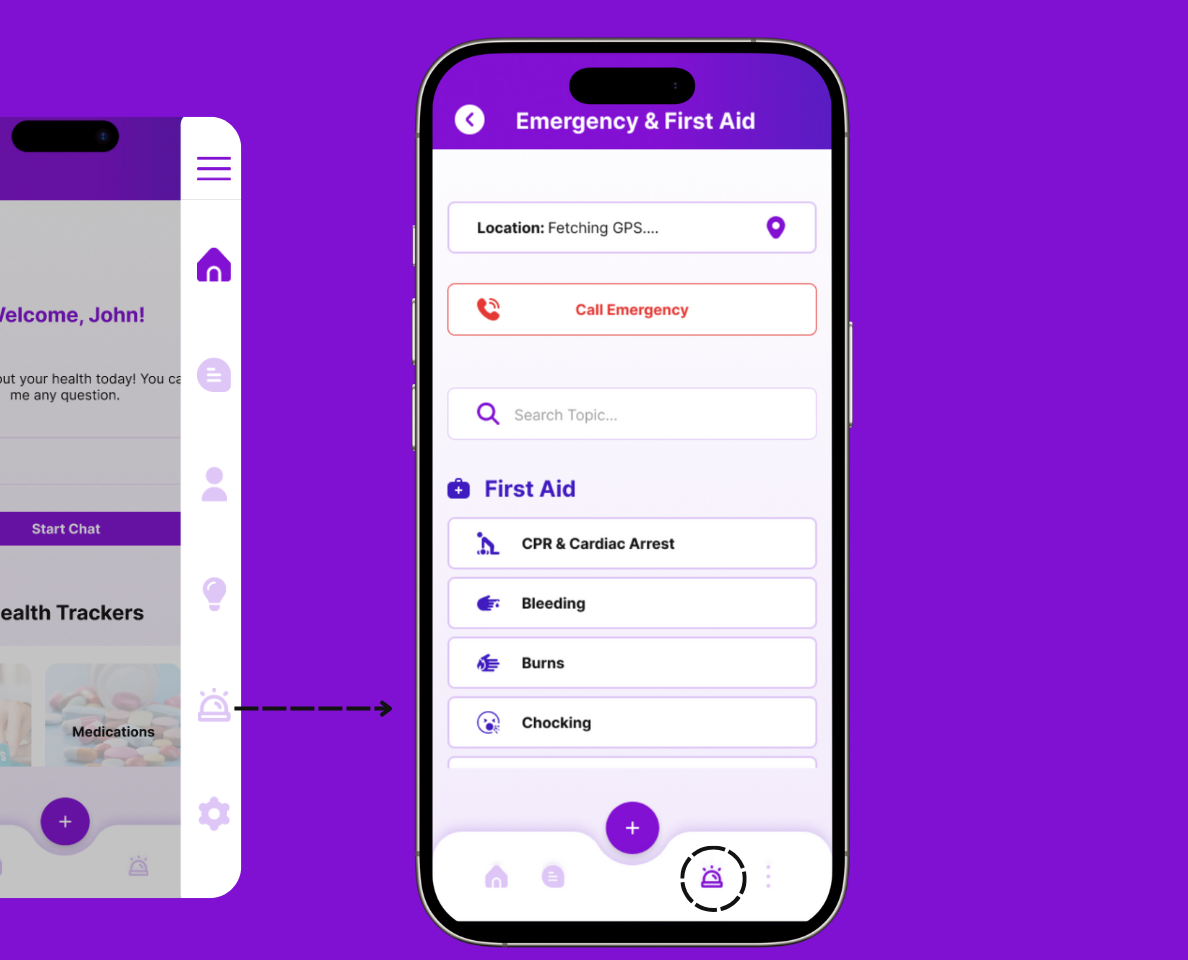 Welcome, John!
out your health today! You ca
me any question.
Start Chat
ealth Trackers
Medications
Emergency & First Aid
Location: Fetching GPS....
Call Emergency
Search Topic...
First Aid
CPR & Cardiac Arrest
Bleeding
Burns
Chocking